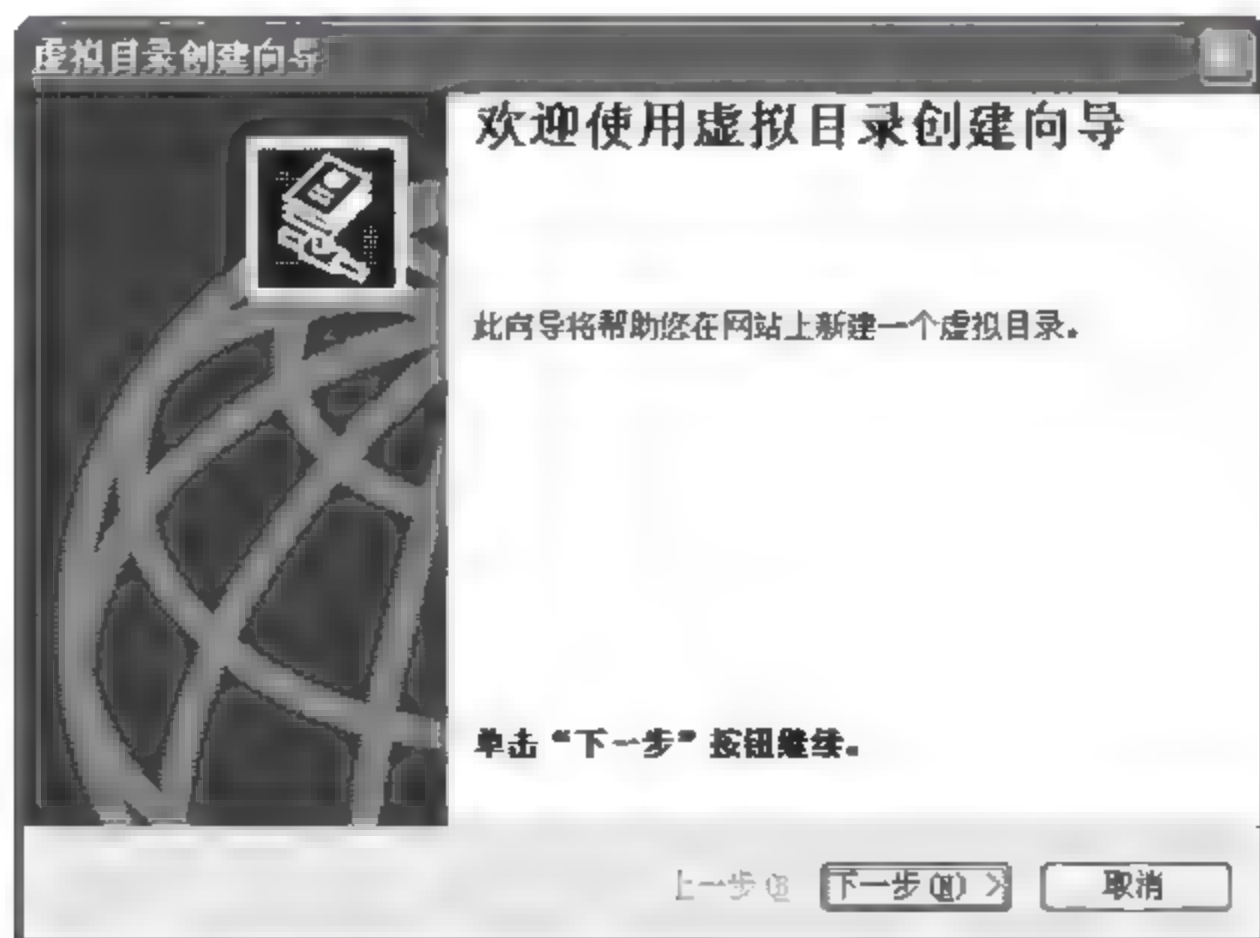 虚拟目录创建向导
欢迎使用虚拟目录创建向导
此向导将帮助您在网站上新建一个虚拟目录。
单击“下一步”按钮继续。
上一步(B 下一步(N) > 取消